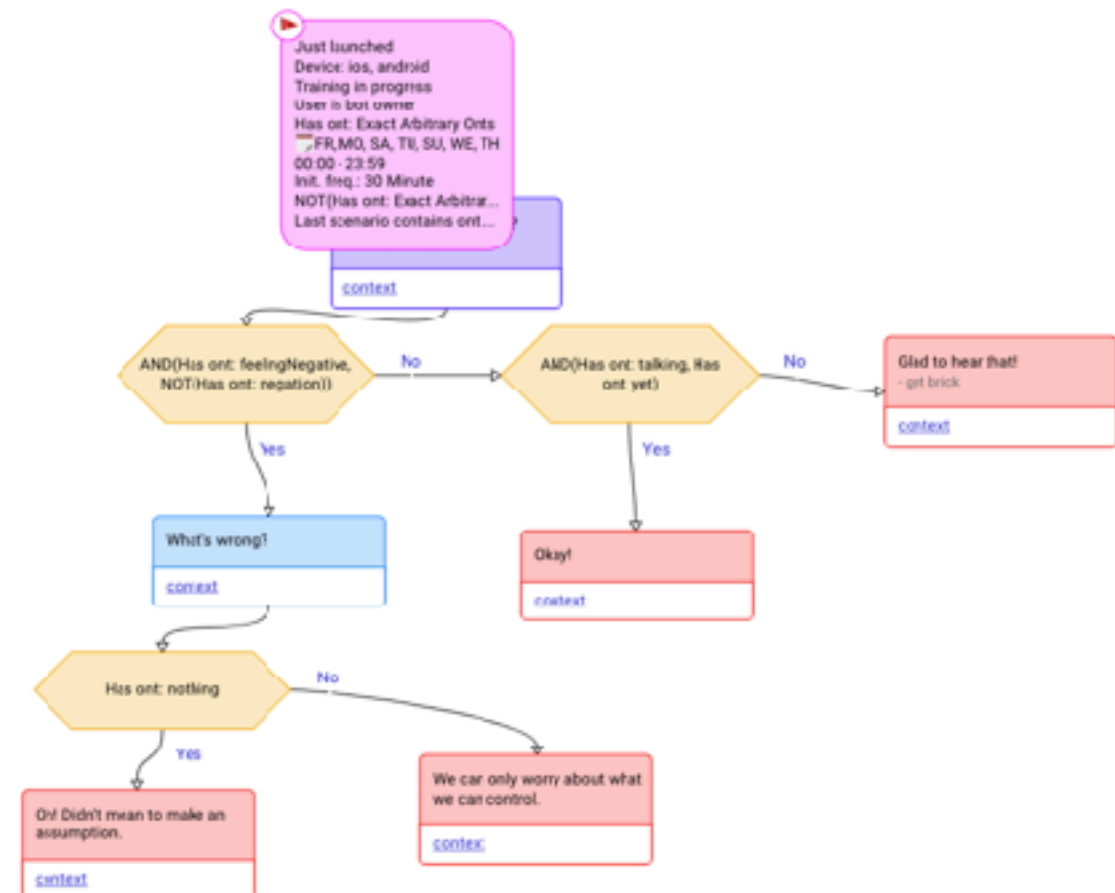 Just launched
Device: ios, android
Training in progress
User is bot owner
Has ont: Exact Arbitrary Onts
FR,MO, SA, TU, SU, WE, TH
00:00 - 23:59
Init. freq.: 30 Minute
NOT(Has ont: Exact Arbitrar...
Last scenario contains ont...
context
AND(Has ont: feelingNegative,
NOT(Has ont: negation))
No
AND(Has ont: talking, Has
ont yet)
No
Glad to hear that!
- get brick
context
Yes
Yes
What's wrong?
context
Okay!
context
Has ont: nothing
No
Yes
We can only worry about what
we can control.
context
Oh! Didn't mean to make an
assumption.
context